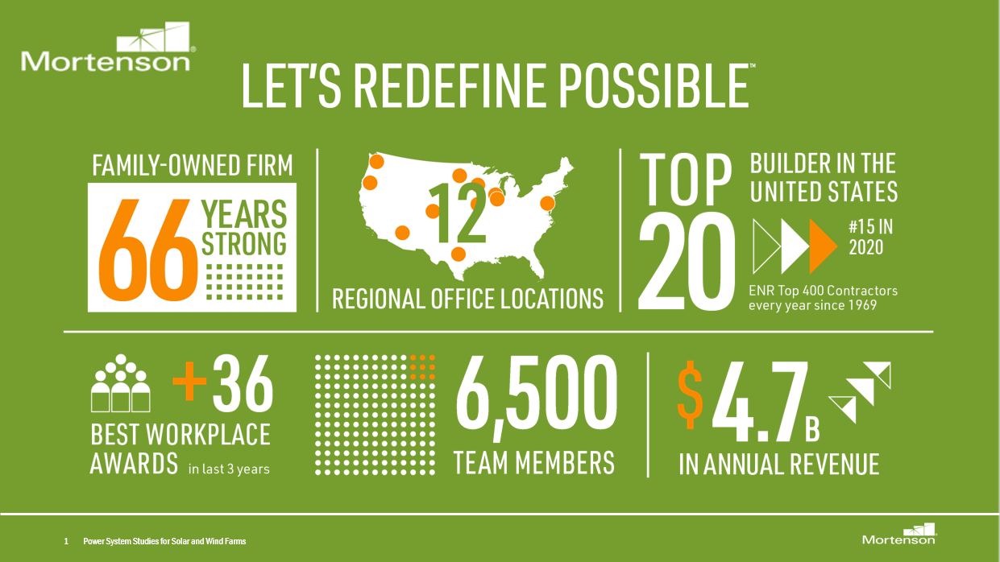 Mortenson®
LET'S REDEFINE POSSIBLE™
FAMILY-OWNED FIRM
66 YEARS
STRONG
12
REGIONAL OFFICE LOCATIONS
TOP
20
BUILDER IN THE
UNITED STATES
#15 IN
2020
ENR Top 400 Contractors
every year since 1969
+36
BEST WORKPLACE
AWARDS in last 3 years
6,500
TEAM MEMBERS
$4.7B
IN ANNUAL REVENUE
1 Power System Studies for Solar and Wind Farms
Mortenson